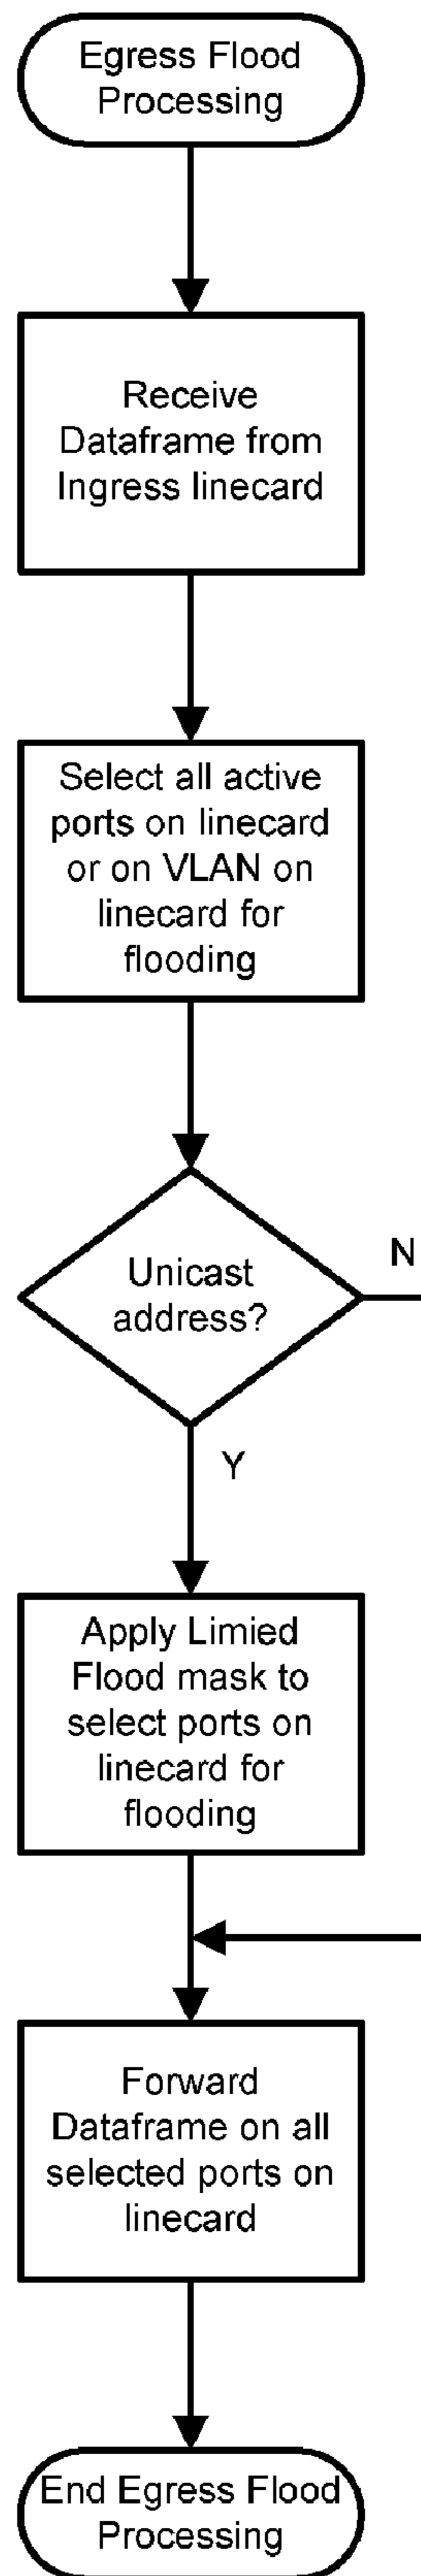 Egress Flood
Processing
Receive
Dataframe from
Ingress linecard
Select all active
ports on linecard
or on VLAN on
linecard for
flooding
Unicast
address?
N
Y
Apply Limied
Flood mask to
select ports on
linecard for
flooding
Forward
Dataframe on all
selected ports on
linecard
End Egress Flood
Processing